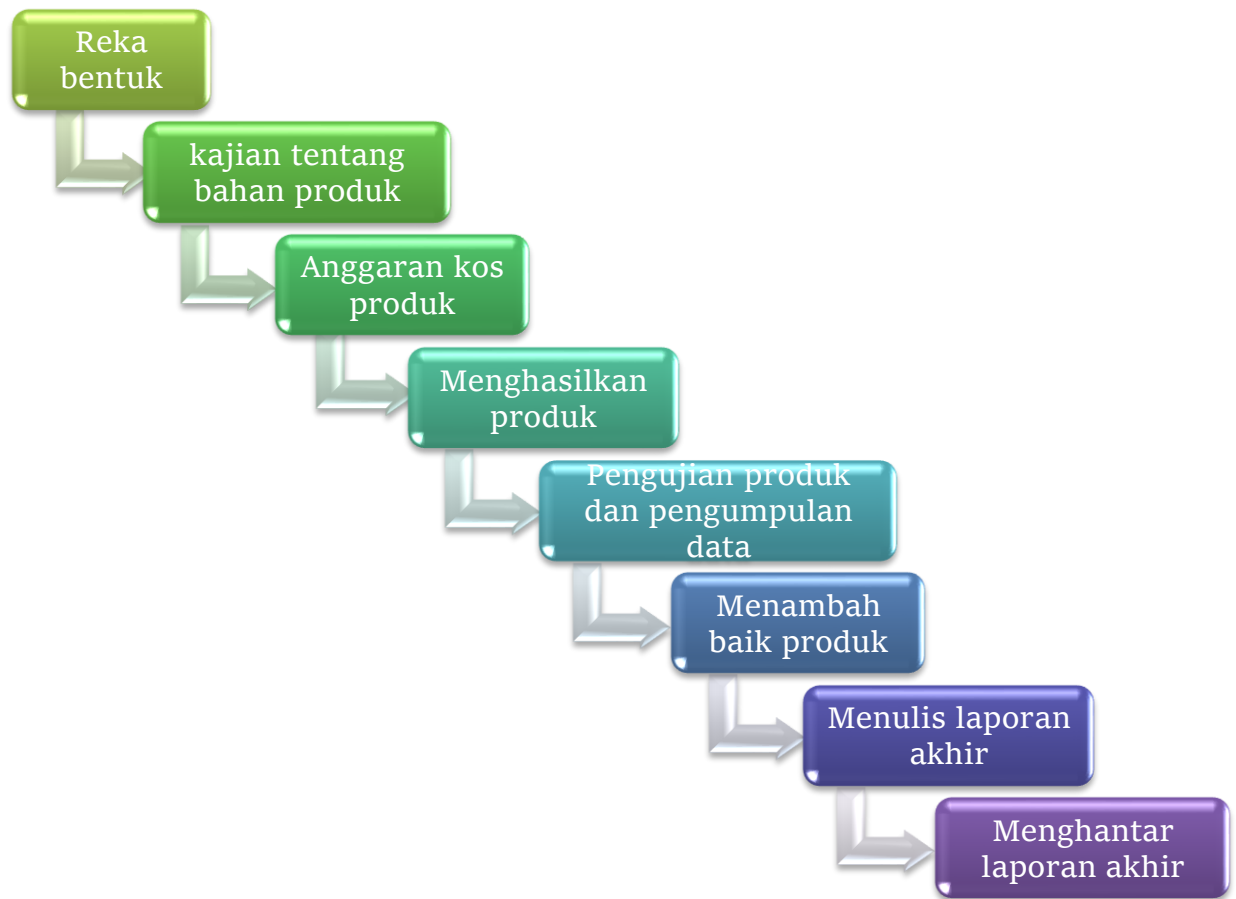 Reka
bentuk
kajian tentang
bahan produk
Anggaran kos
produk
Menghasilkan
produk
Pengujian produk
dan pengumpulan
data
Menambah
baik produk
Menulis laporan
akhir
Menghantar
laporan akhir